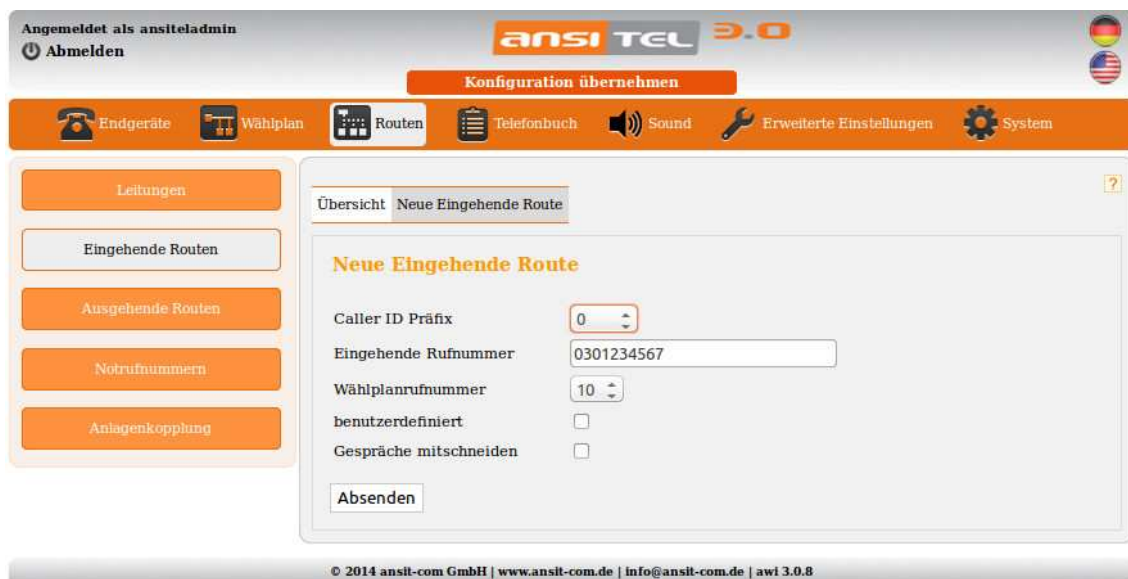 Angemeldet als ansiteladmin
Abmelden
ansi TEL 3.0
Konfiguration übernehmen
Endgeräte Wählplan Routen Telefonbuch Sound Erweiterte Einstellungen System
Leitungen
Eingehende Routen
Ausgehende Routen
Notrufnummern
Anlagenkopplung
?
Übersicht Neue Eingehende Route
Neue Eingehende Route
Caller ID Präfix 0
Eingehende Rufnummer 0301234567
Wählplanrufnummer 10
benutzerdefiniert
Gespräche mitschneiden
Absenden
© 2014 ansit-com GmbH | www.ansit-com.de | info@ansit-com.de | awi 3.0.8